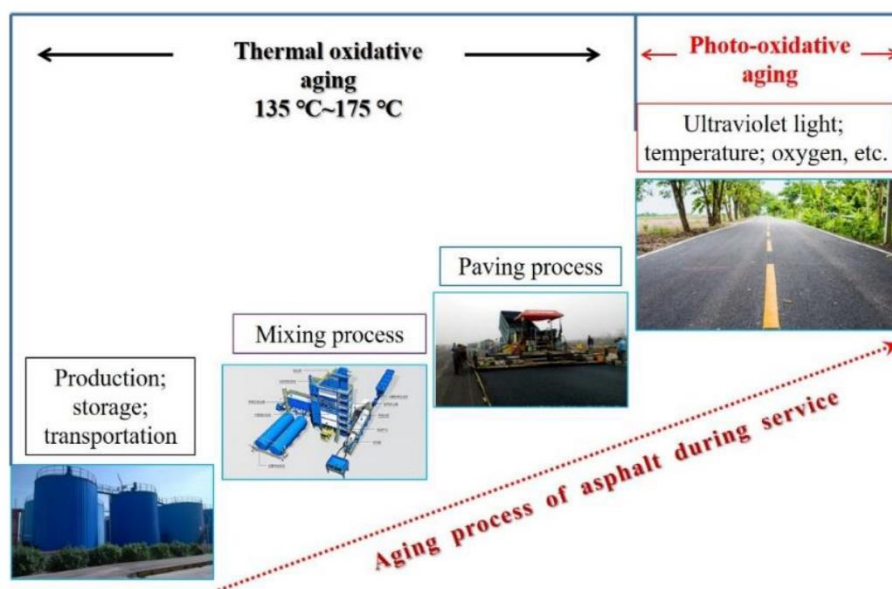 Thermal oxidative
aging
135 °C~175 °C
Photo-oxidative
aging
Ultraviolet light;
temperature; oxygen, etc.
Paving process
Mixing process
Production;
storage;
transportation
Aging process of asphalt during service